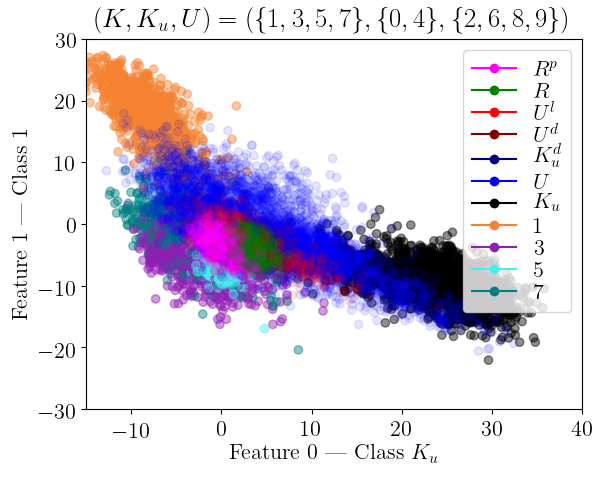 (K, K_u, U) = ({1, 3, 5, 7}, {0, 4}, {2, 6, 8, 9})
30
20
10
0
−10
−20
−30
Feature 1 — Class 1
−10 0 10 20 30 40
Feature 0 — Class K_u
R^p
R
U^l
U^d
K_u^d
U
K_u
1
3
5
7